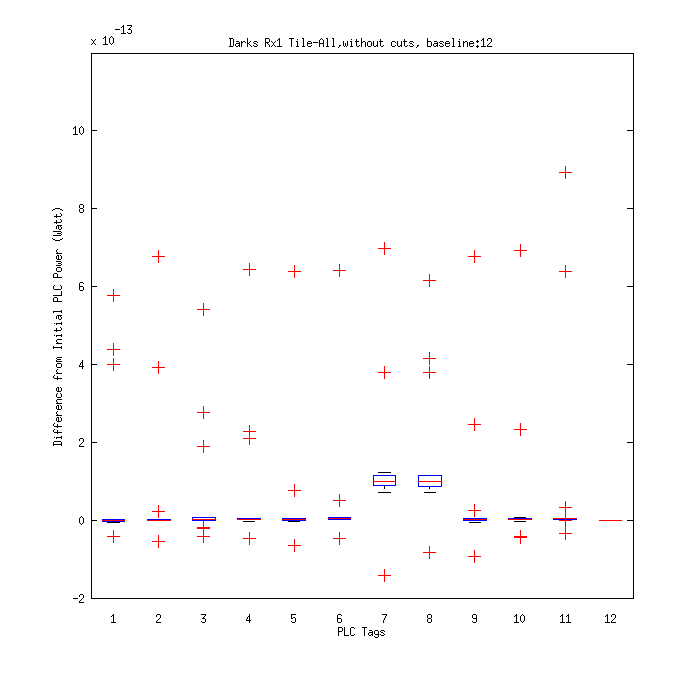 x 10-13
Darks Rx1 Tile-All,without cuts, baseline:12
10
8
6
4
2
0
-2
Difference from Initial PLC Power (Watt)
1 2 3 4 5 6 7 8 9 10 11 12
PLC Tags